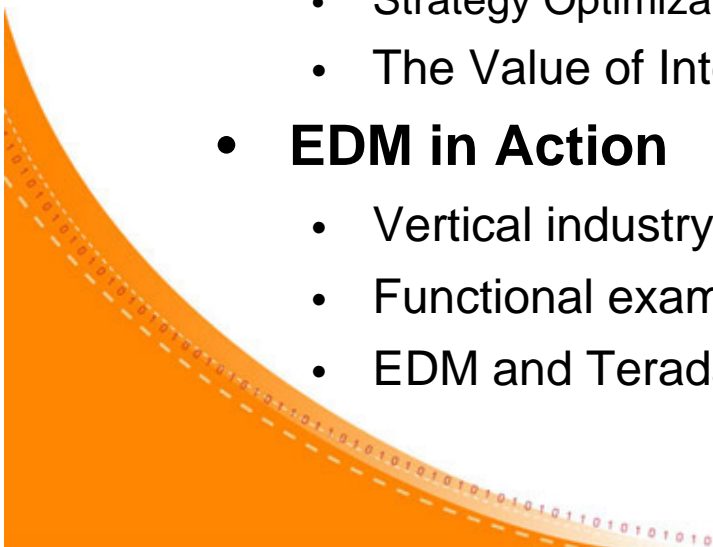 • Strategy Optimiza
• The Value of Int
• EDM in Action
• Vertical industry
• Functional exam
• EDM and Terad